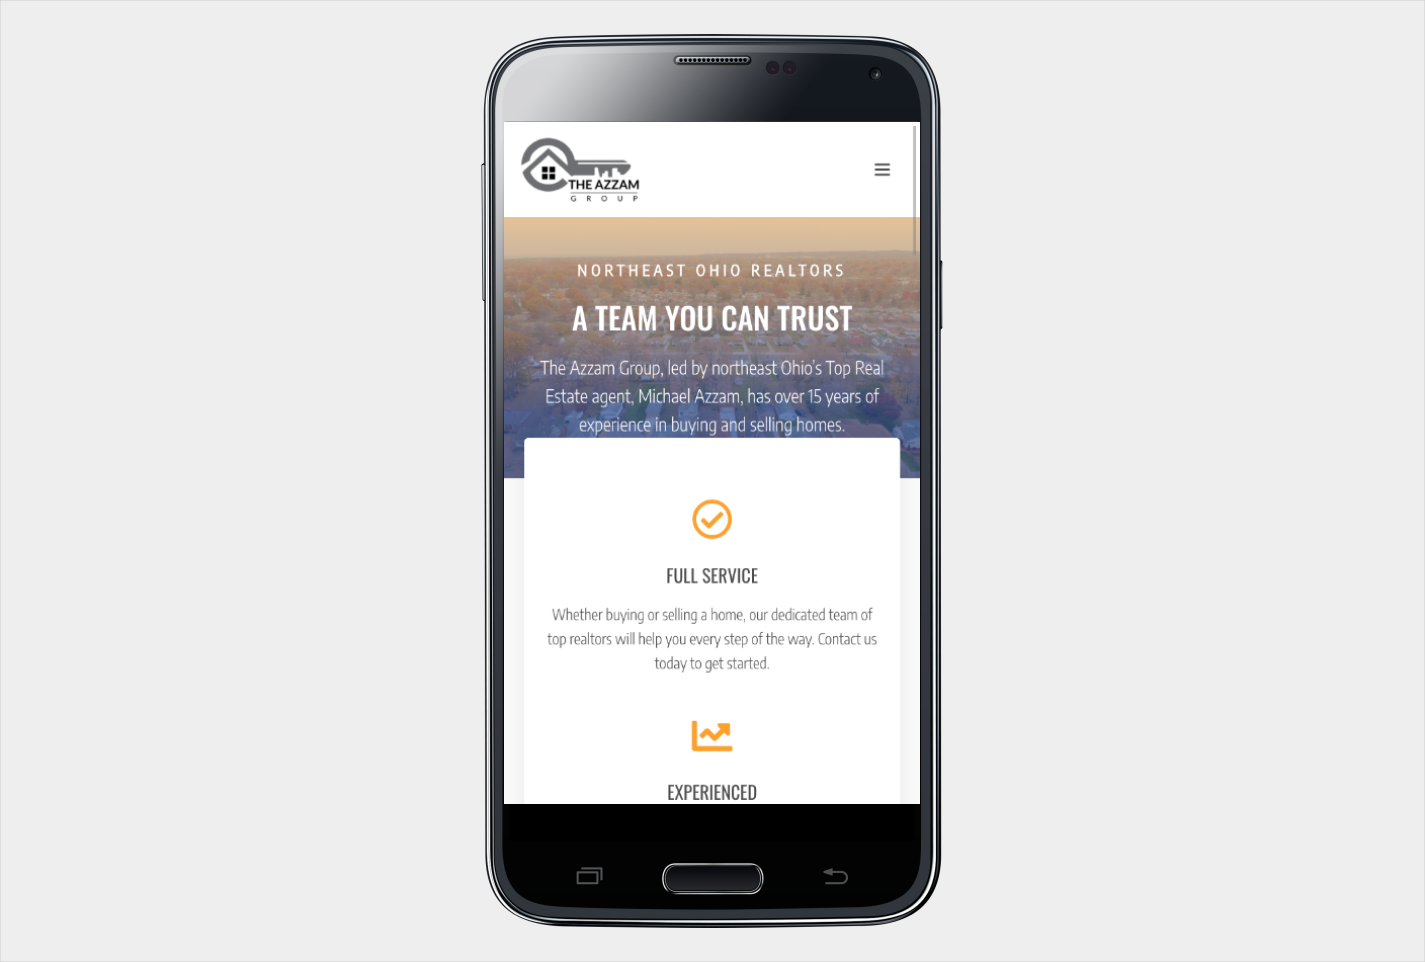 THE AZZAM
GROUP
NORTHEAST OHIO REALTORS
A TEAM YOU CAN TRUST
The Azzam Group, led by northeast Ohio's Top Real
Estate agent, Michael Azzam, has over 15 years of
experience in buying and selling homes.
FULL SERVICE
Whether buying or selling a home, our dedicated team of
top realtors will help you every step of the way. Contact us
today to get started.
EXPERIENCED